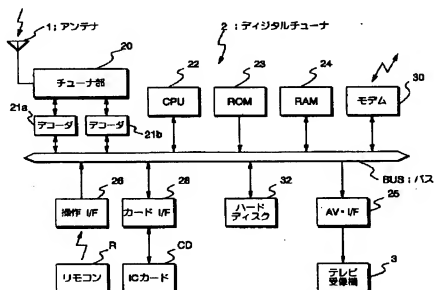 1；アンテナ
2；ディジタルチューナ
20
チューナ部
22
CPU
23
ROM
24
RAM
モデム
30
21a
デコーダ
デコーダ
21b
BUS；バス
26
操作 I/F
28
カード I/F
32
ハード
ディスク
25
AV・I/F
R
リモコン
CD
ICカード
3
テレビ
受像機